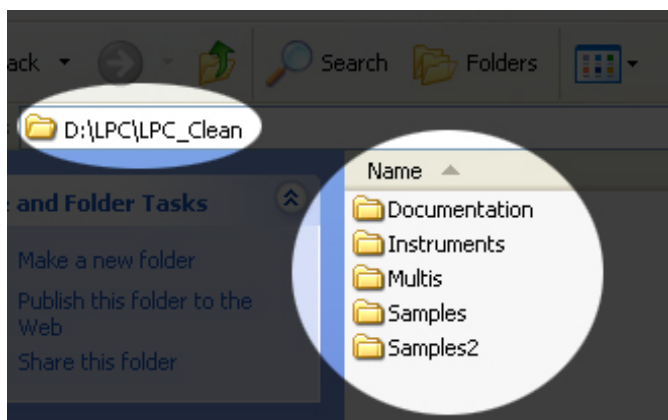 ack Search Folders
D:\LPC\LPC_Clean
Name
and Folder Tasks
Documentation
Instruments
Make a new folder
Multis
Publish this folder to the
Web
Samples
Samples2
Share this folder